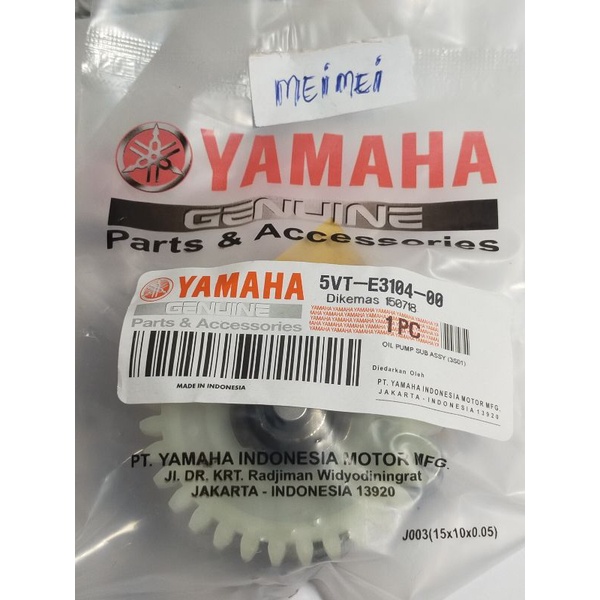 MEiMEi
YAMAHA
GENUINE
Parts & Accessories
YAMAHA
GENUINE
Parts & Accessories
MADE IN INDONESIA
5VT-E3104-00
Dikemas 150718
1 PC
OIL PUMP SUB ASSY (3S01)
Diedarkan Oleh
PT. YAMAHA INDONESIA MOTOR MFG.
JAKARTA - INDONESIA 13920
PT. YAMAHA INDONESIA MOTOR MFG.
Jl. DR. KRT. Radjiman Widyodiningrat
JAKARTA - INDONESIA 13920
J003(15x10x0.05)